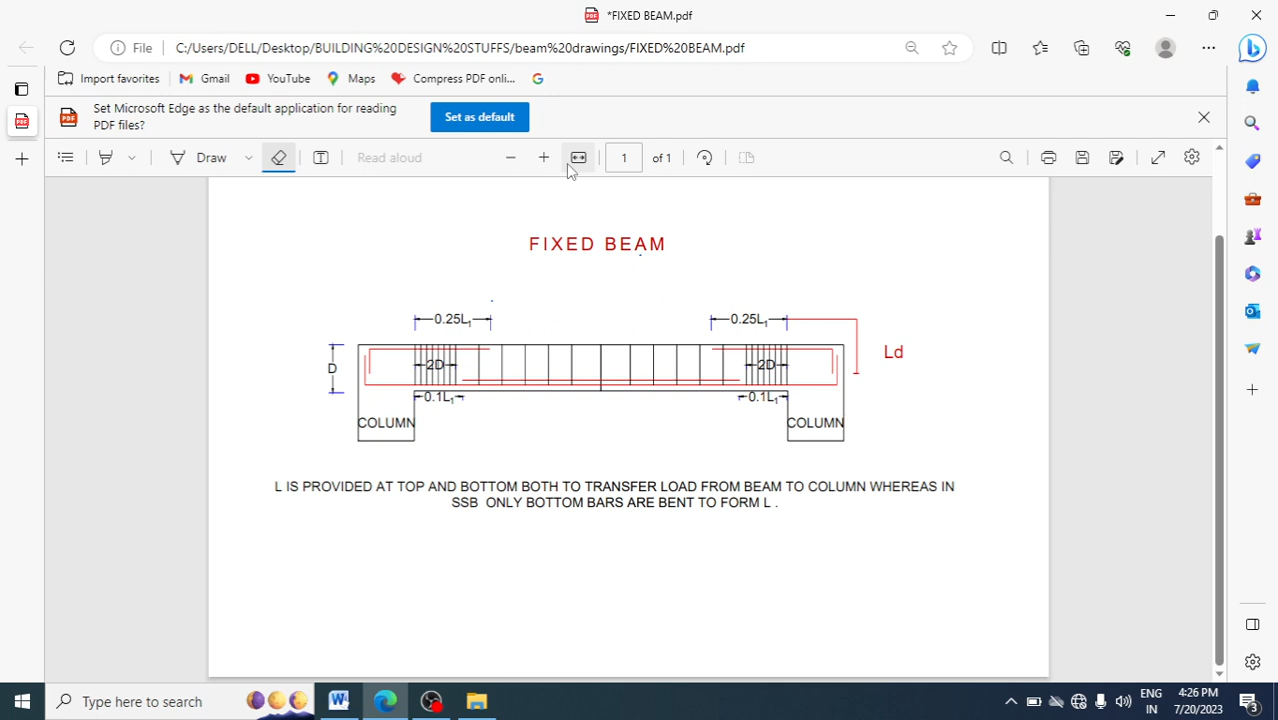 *FIXED BEAM.pdf
File C:/Users/DELL/Desktop/BUILDING%20DESIGN%20STUFFS/beam%20drawings/FIXED%20BEAM.pdf
Import favorites Gmail YouTube Maps Compress PDF onli...
Set Microsoft Edge as the default application for reading
PDF files?
Set as default
Draw Read aloud 1 of 1
FIXED BEAM
0.25L1 0.25L1
Ld
D 2D 2D
0.1L1 0.1L1
COLUMN COLUMN
L IS PROVIDED AT TOP AND BOTTOM BOTH TO TRANSFER LOAD FROM BEAM TO COLUMN WHEREAS IN
SSB ONLY BOTTOM BARS ARE BENT TO FORM L .
Type here to search
ENG
IN
4:26 PM
7/20/2023
3